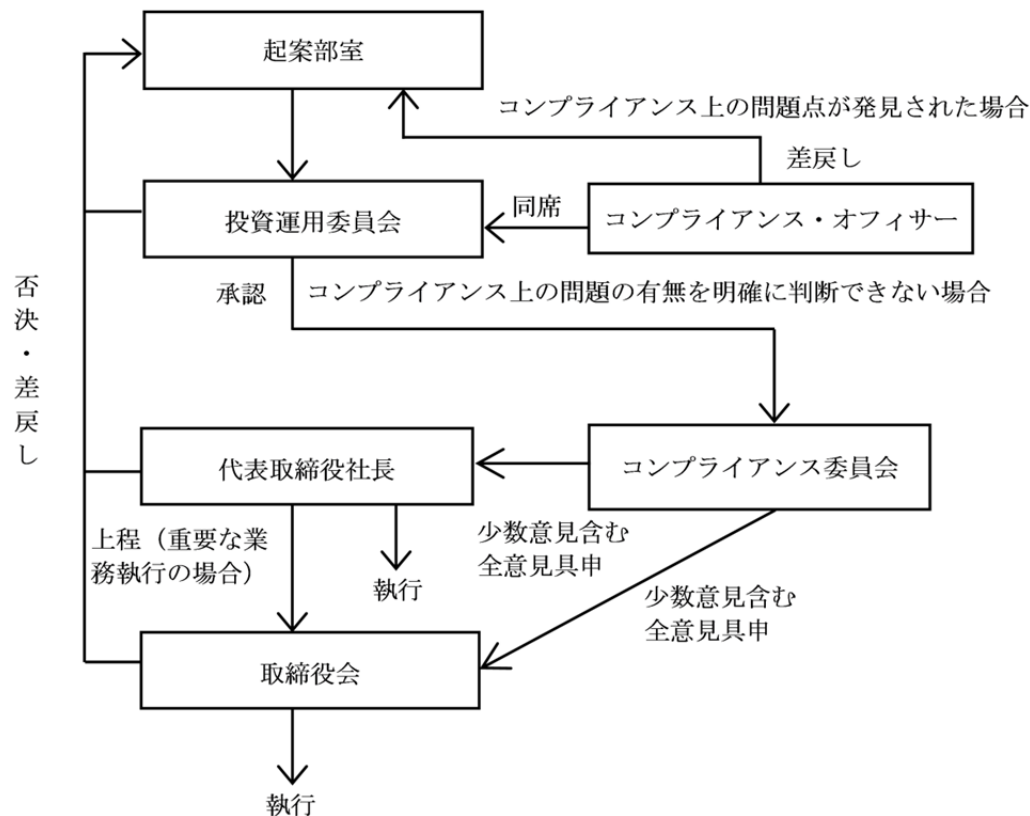 起案部室
コンプライアンス上の問題点が発見された場合
差戻し
投資運用委員会
同席
コンプライアンス・オフィサー
承認
コンプライアンス上の問題の有無を明確に判断できない場合
否決・差戻し
代表取締役社長
コンプライアンス委員会
上程（重要な業
務執行の場合）
執行
少数意見含む
全意見具申
少数意見含む
全意見具申
取締役会
執行